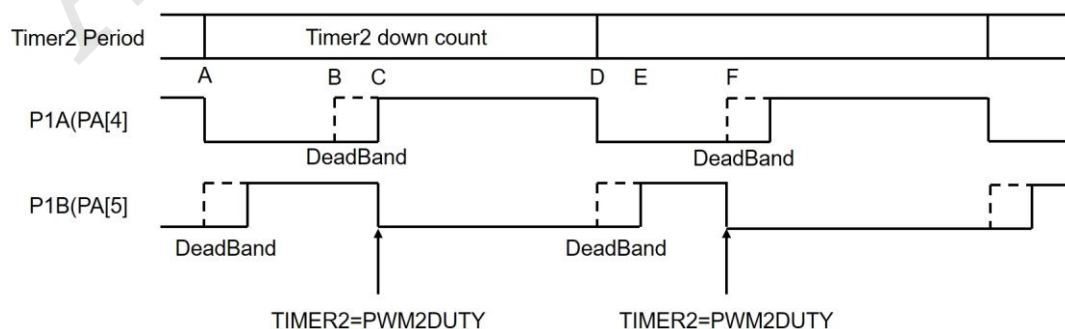 Timer2 Period
Timer2 down count
A B C D E F
P1A(PA[4]
DeadBand DeadBand
P1B(PA[5]
DeadBand DeadBand
TIMER2=PWM2DUTY TIMER2=PWM2DUTY